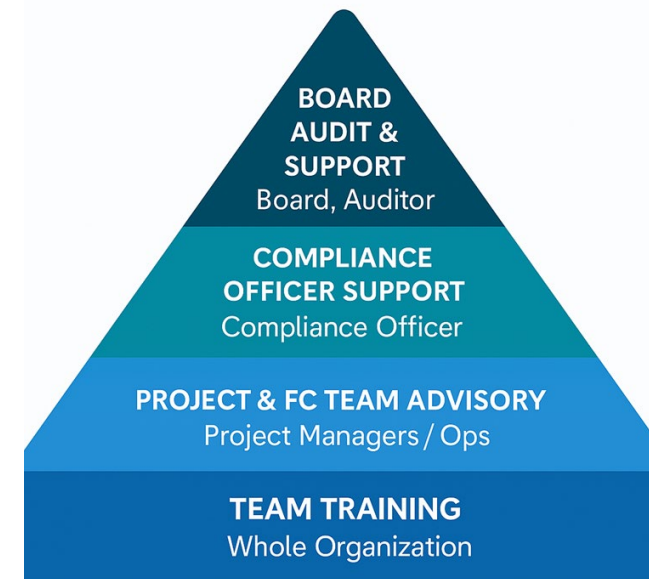 BOARD
AUDIT &
SUPPORT
Board, Auditor
COMPLIANCE
OFFICER SUPPORT
Compliance Officer
PROJECT & FC TEAM ADVISORY
Project Managers / Ops
TEAM TRAINING
Whole Organization